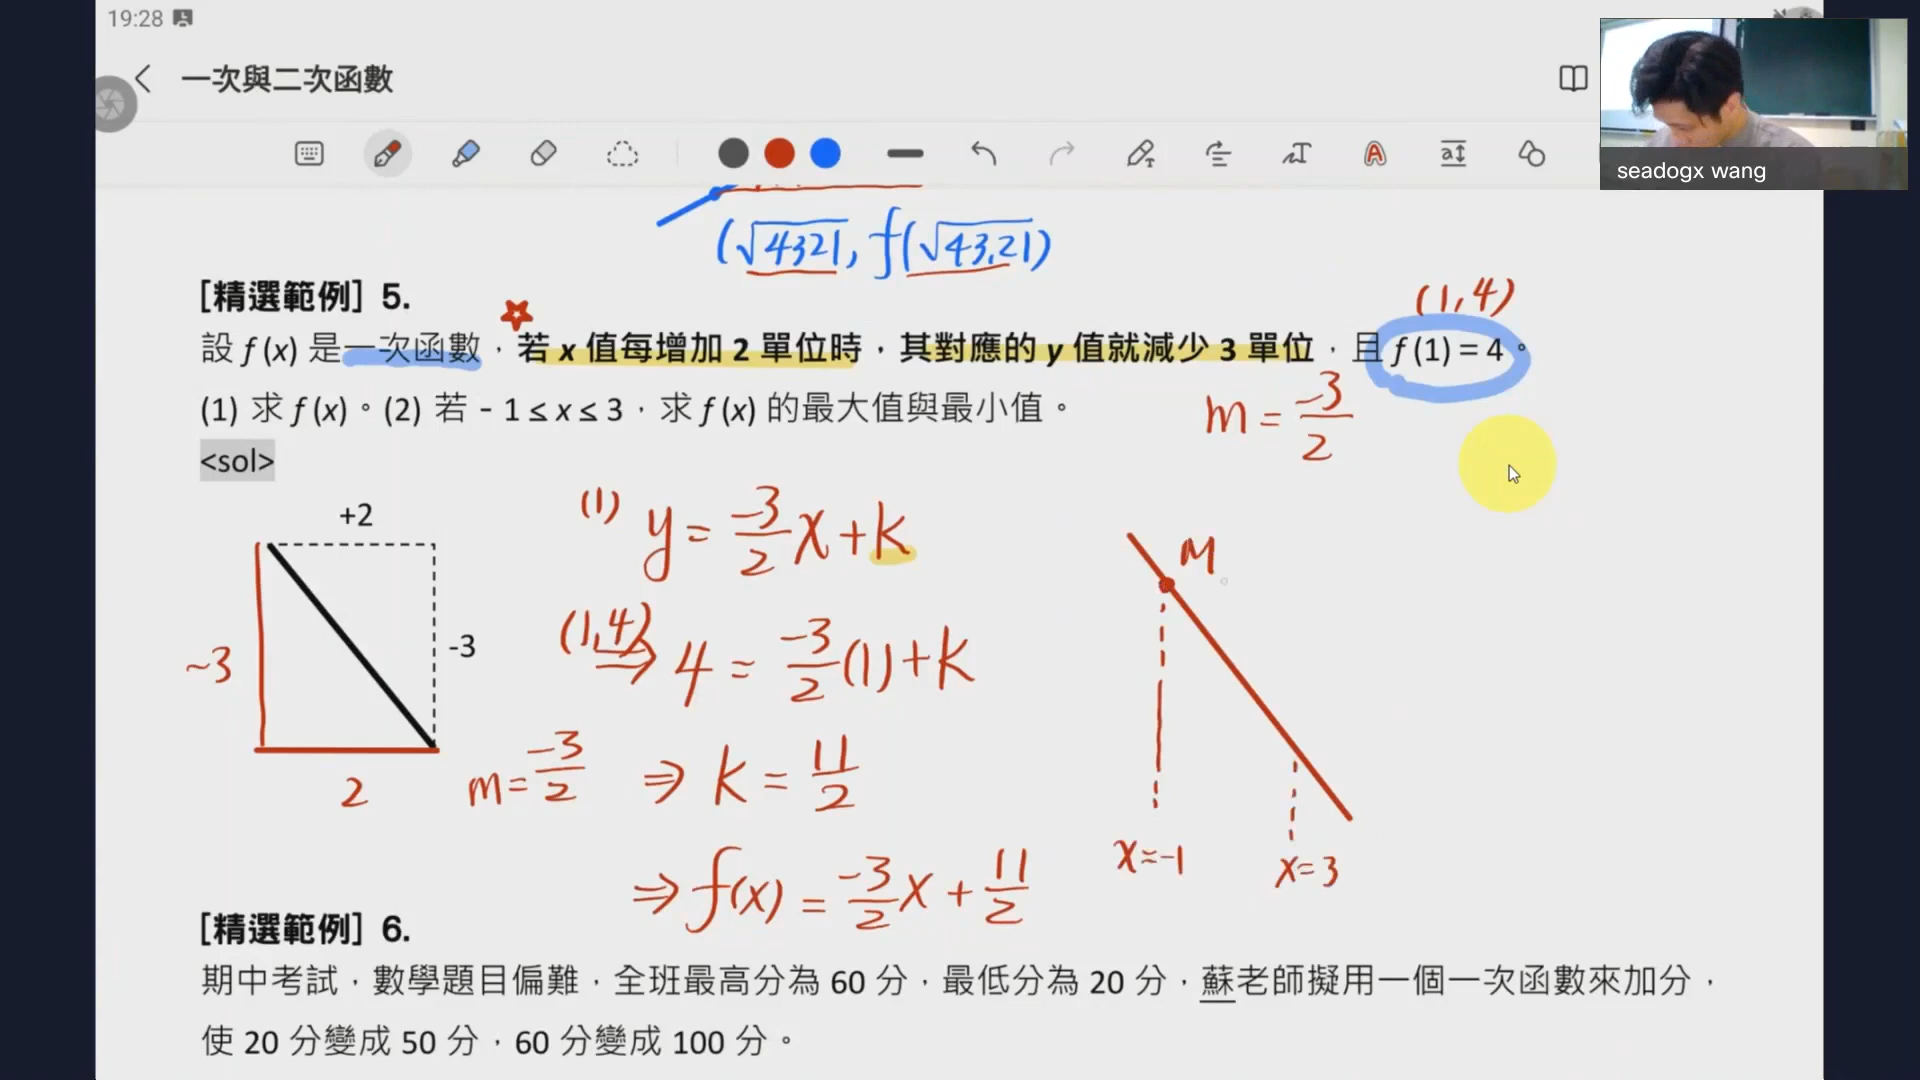 19:28
一次與二次函數
seadogx wang
(√4321, f(√43.21)
[精選範例] 5.
(1,4)
設 f (x) 是一次函數，若 x 值每增加 2 單位時，其對應的 y 值就減少 3 單位，且 f (1) = 4。
(1) 求 f (x)。(2) 若 - 1 ≤ x ≤ 3，求 f (x) 的最大值與最小值。
m = -3/2
<sol>
+2
-3
~3
2
m = -3/2
(1) y = -3/2 x + k
(1,4) ⇒ 4 = -3/2 (1) + k
⇒ k = 11/2
⇒ f(x) = -3/2 x + 11/2
M
x=-1
x=3
[精選範例] 6.
期中考試，數學題目偏難，全班最高分為 60 分，最低分為 20 分，蘇老師擬用一個一次函數來加分，
使 20 分變成 50 分，60 分變成 100 分。